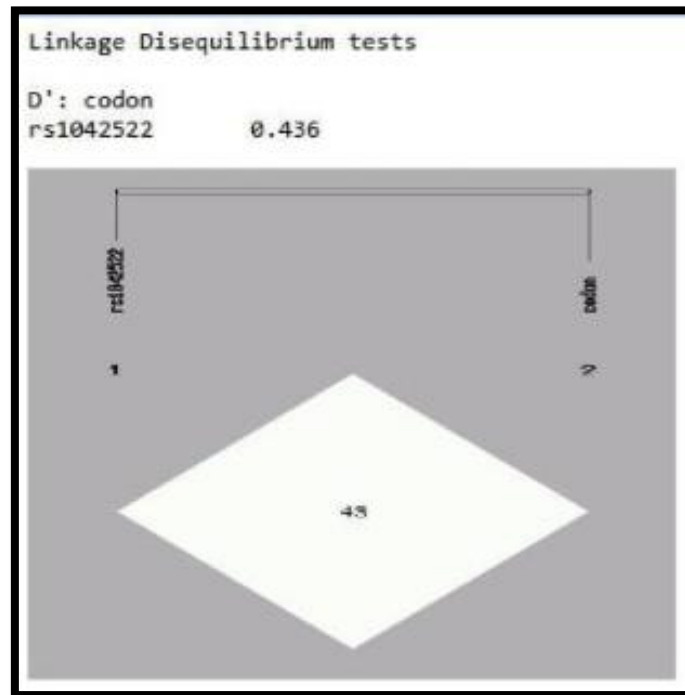 Linkage Disequilibrium tests
D': codon
rs1042522 0.436
rs1042522
codon
1
2
43